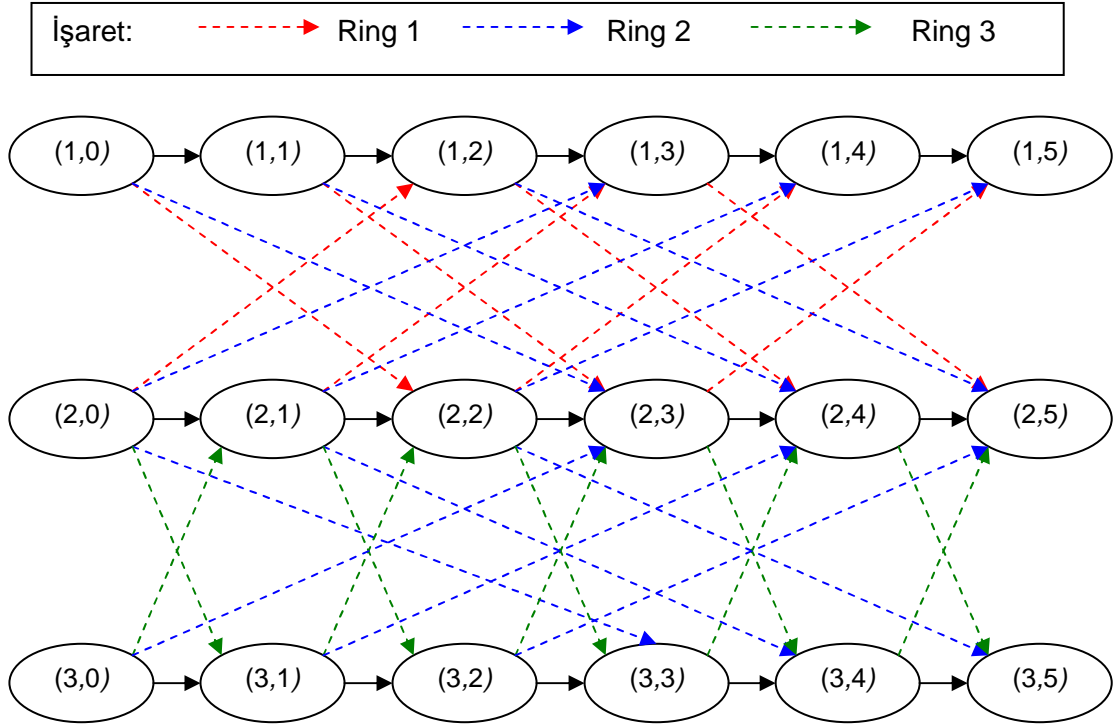 İşaret: Ring 1 Ring 2 Ring 3
(1,0) (1,1) (1,2) (1,3) (1,4) (1,5)
(2,0) (2,1) (2,2) (2,3) (2,4) (2,5)
(3,0) (3,1) (3,2) (3,3) (3,4) (3,5)